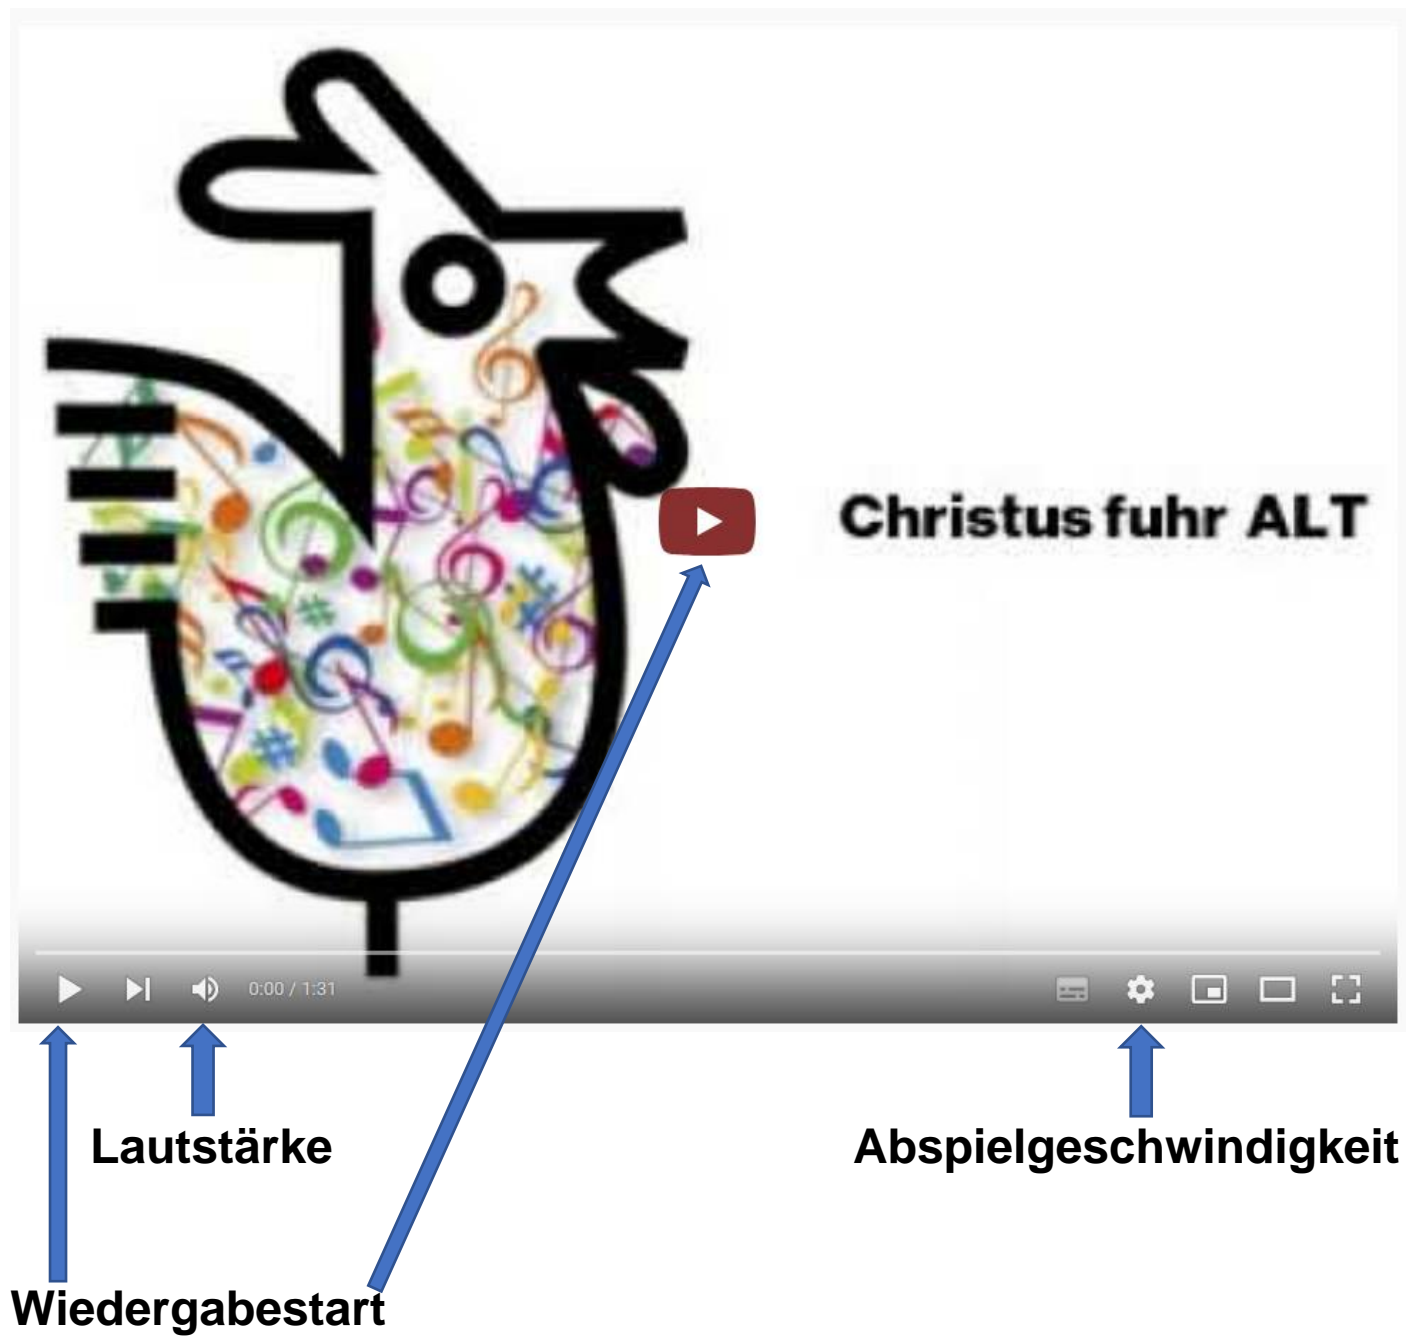 Christus fuhr ALT
0:00 / 1:31
Lautstärke
Abspielgeschwindigkeit
Wiedergabestart